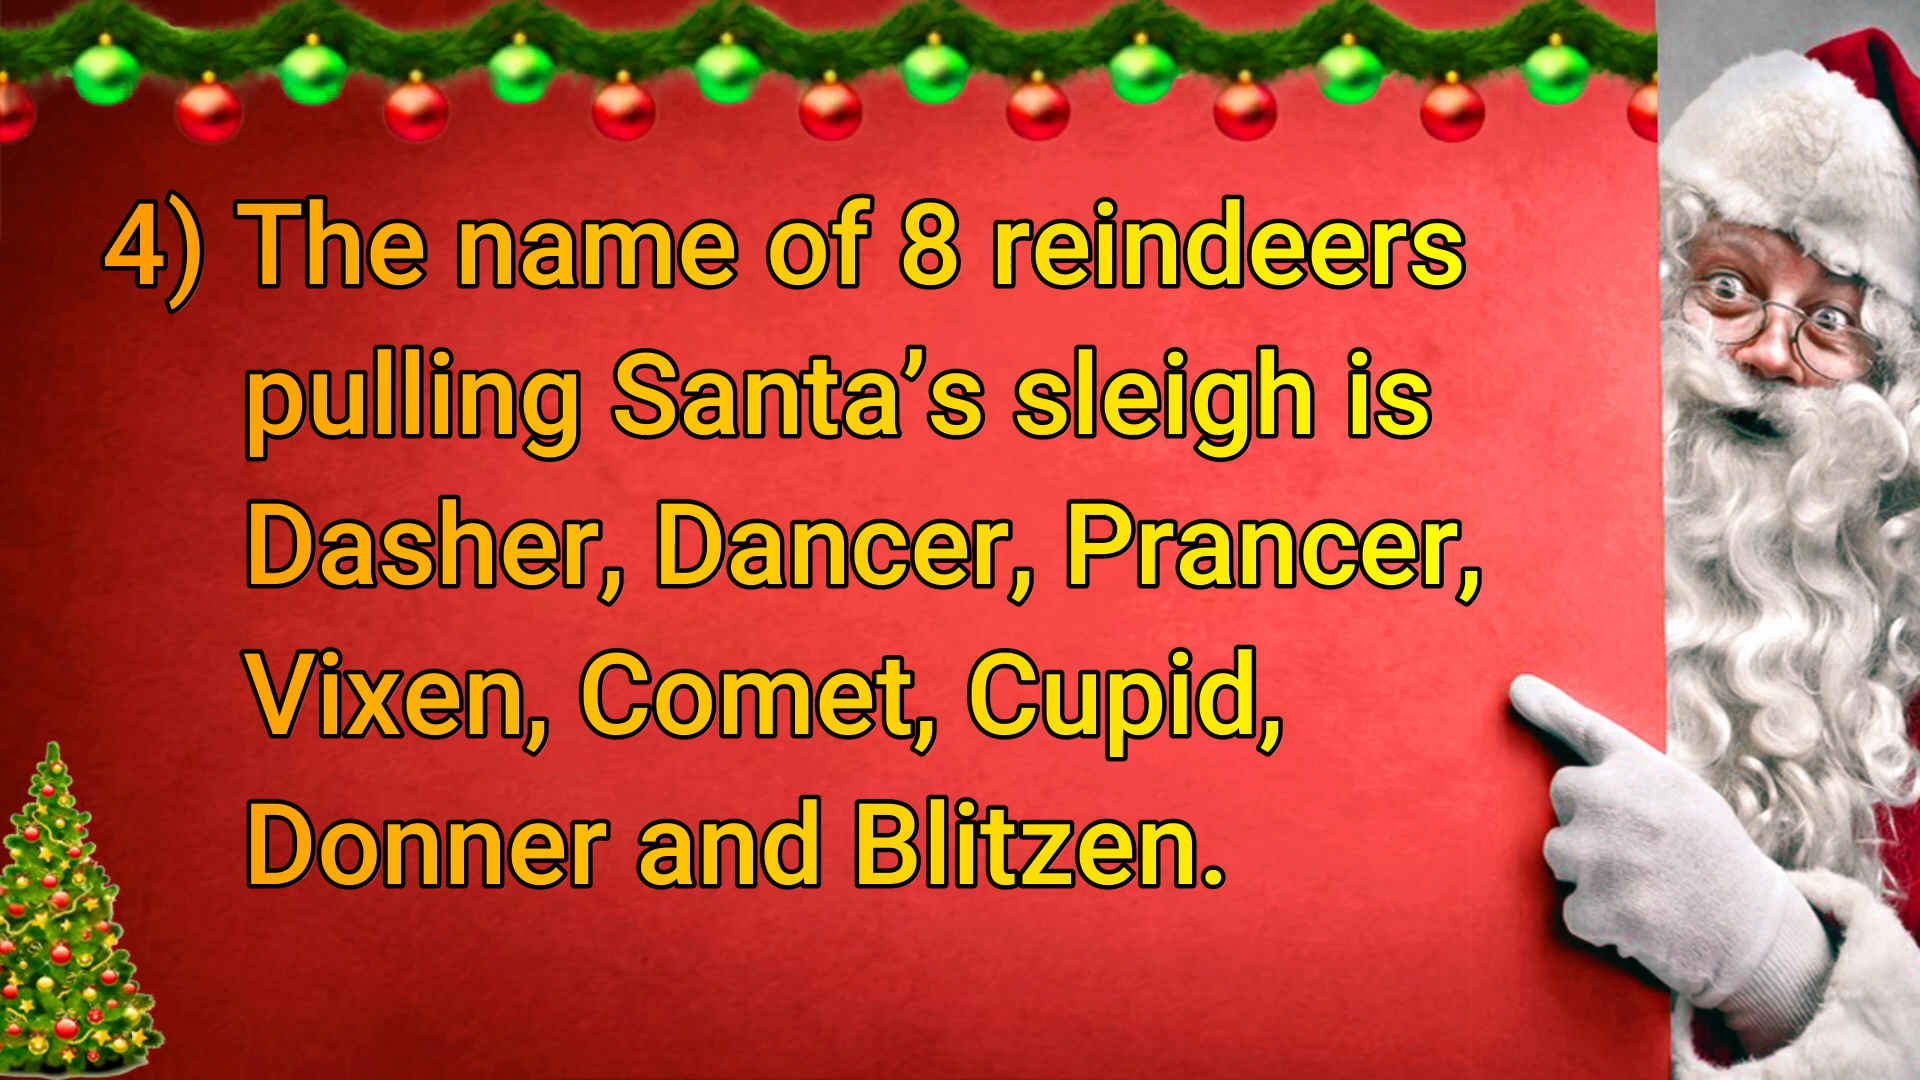 4) The name of 8 reindeers
pulling Santa’s sleigh is
Dasher, Dancer, Prancer,
Vixen, Comet, Cupid,
Donner and Blitzen.